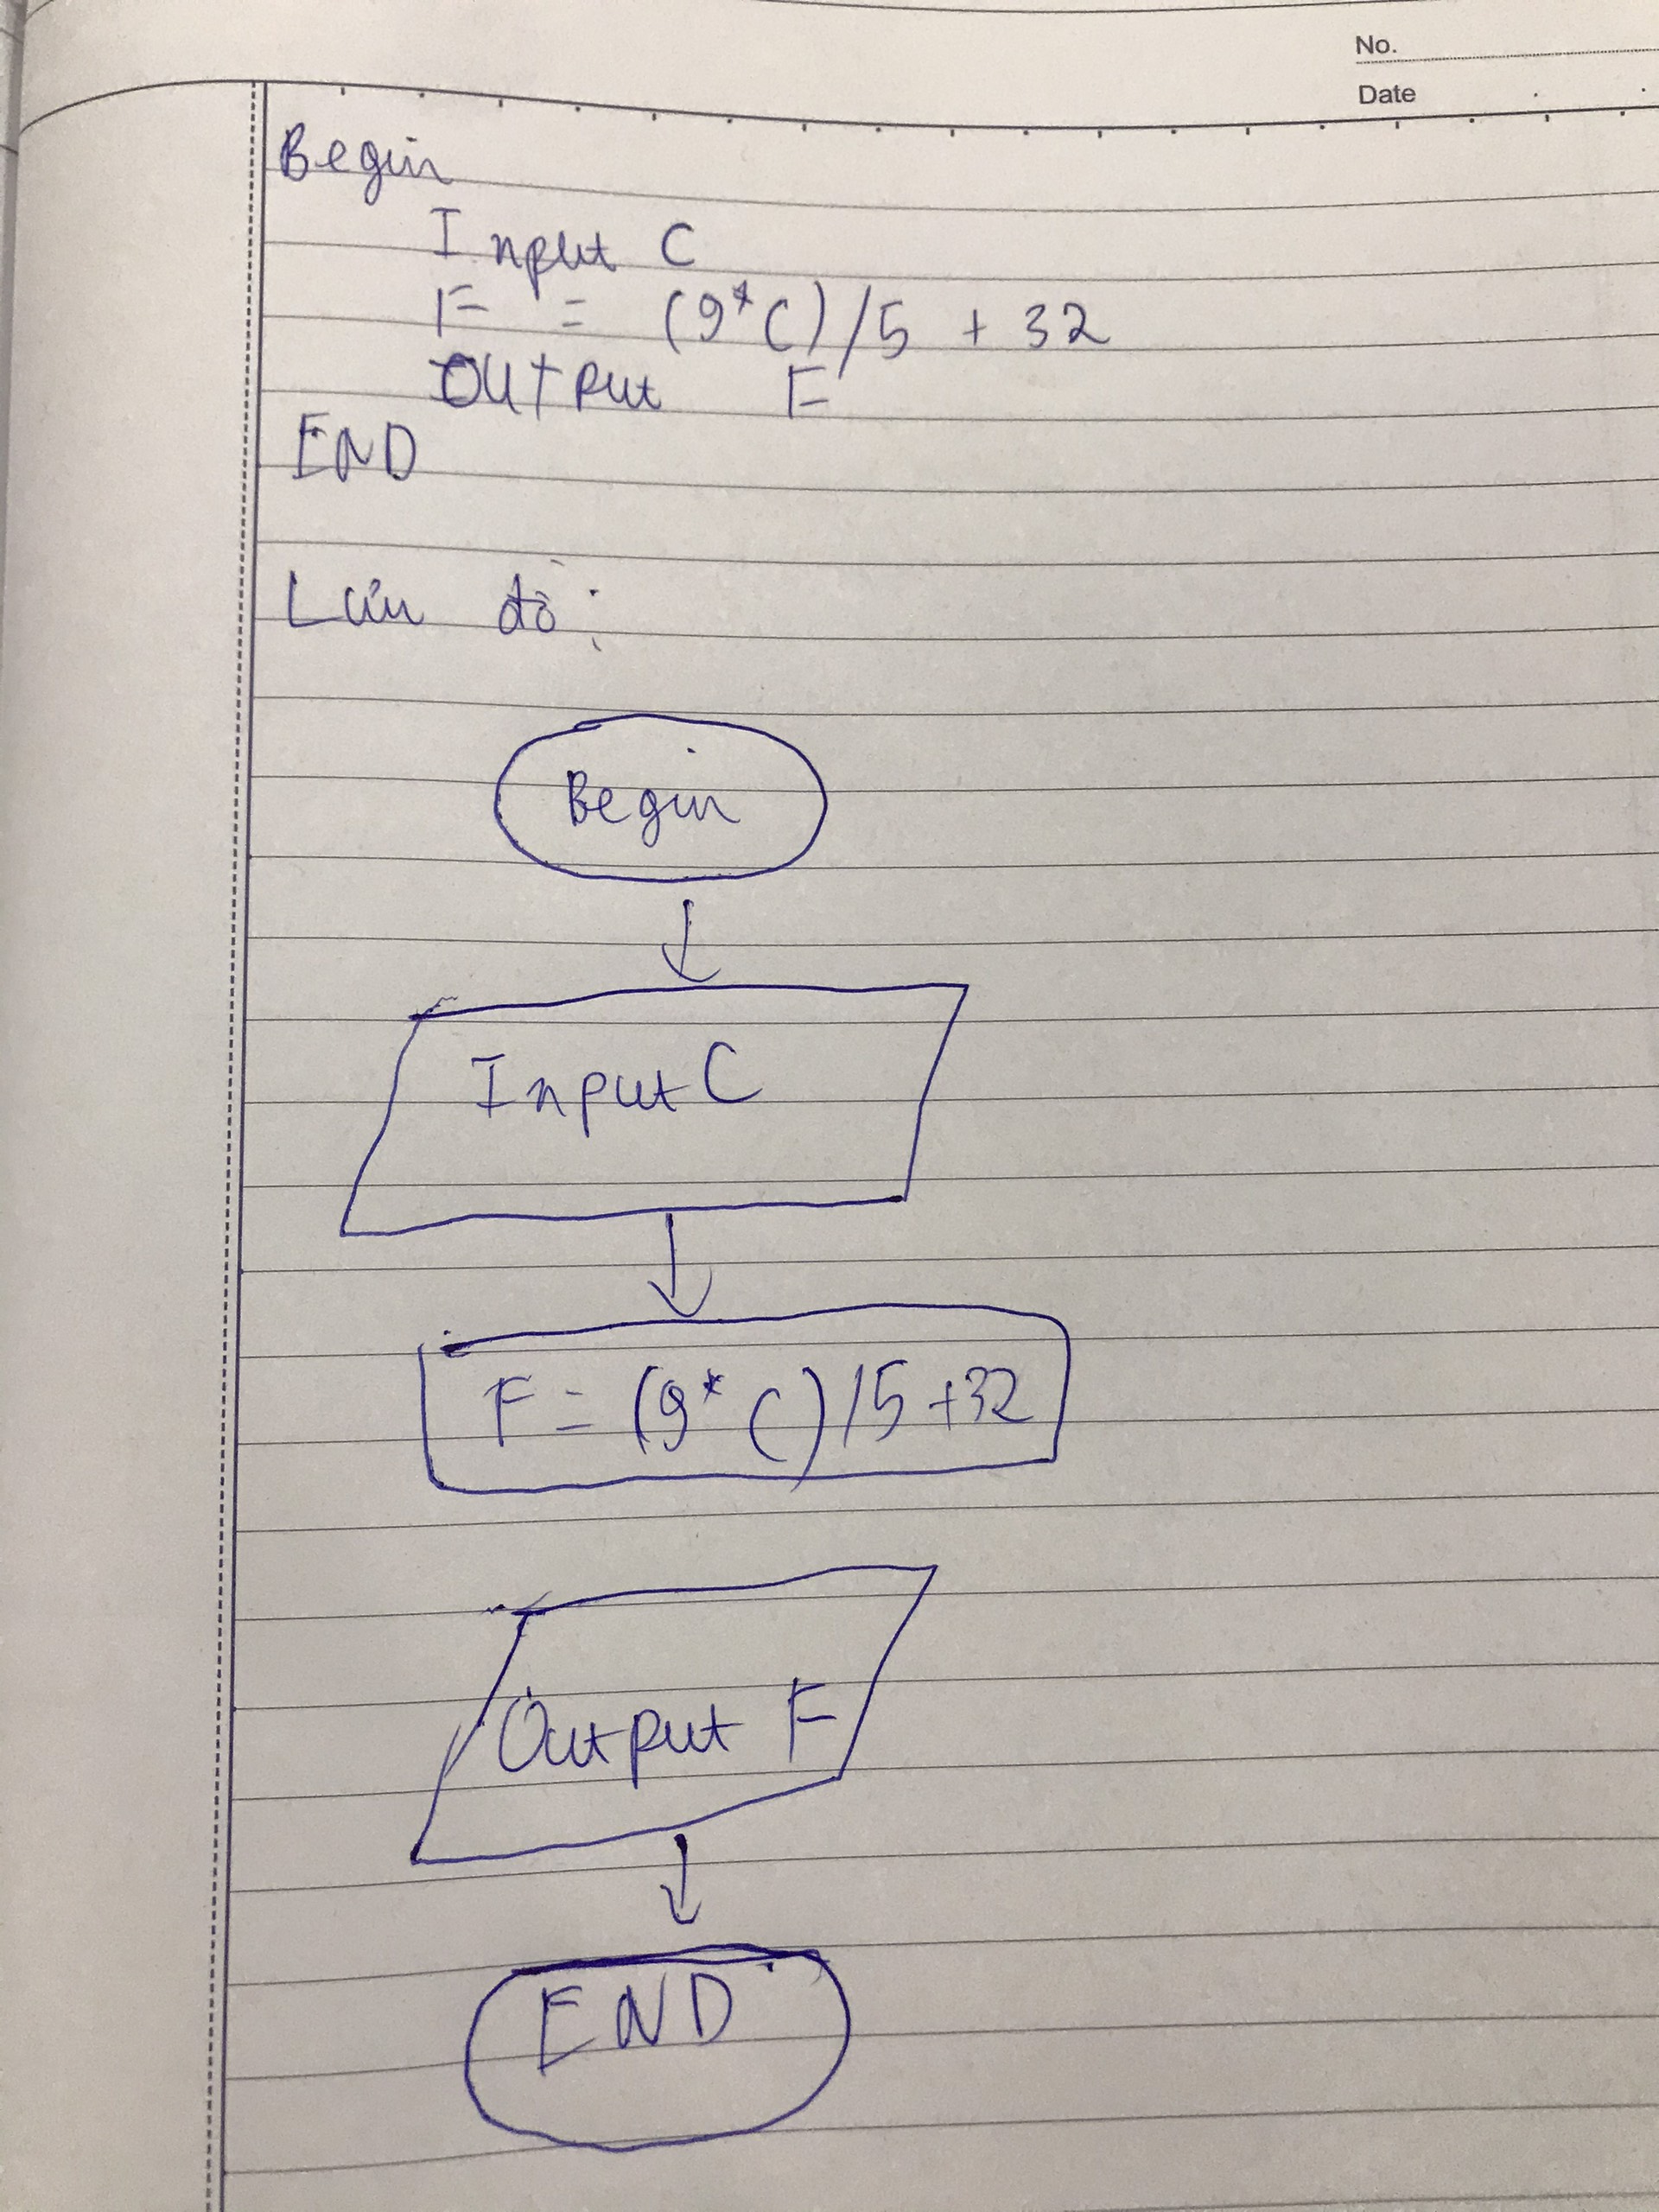 No.
Date
Begin
Input C
F = (9*C)/5 + 32
OUTPut F
END
Lưu đồ:
Begin
Input C
F = (9*C)/5+32
Output F
END